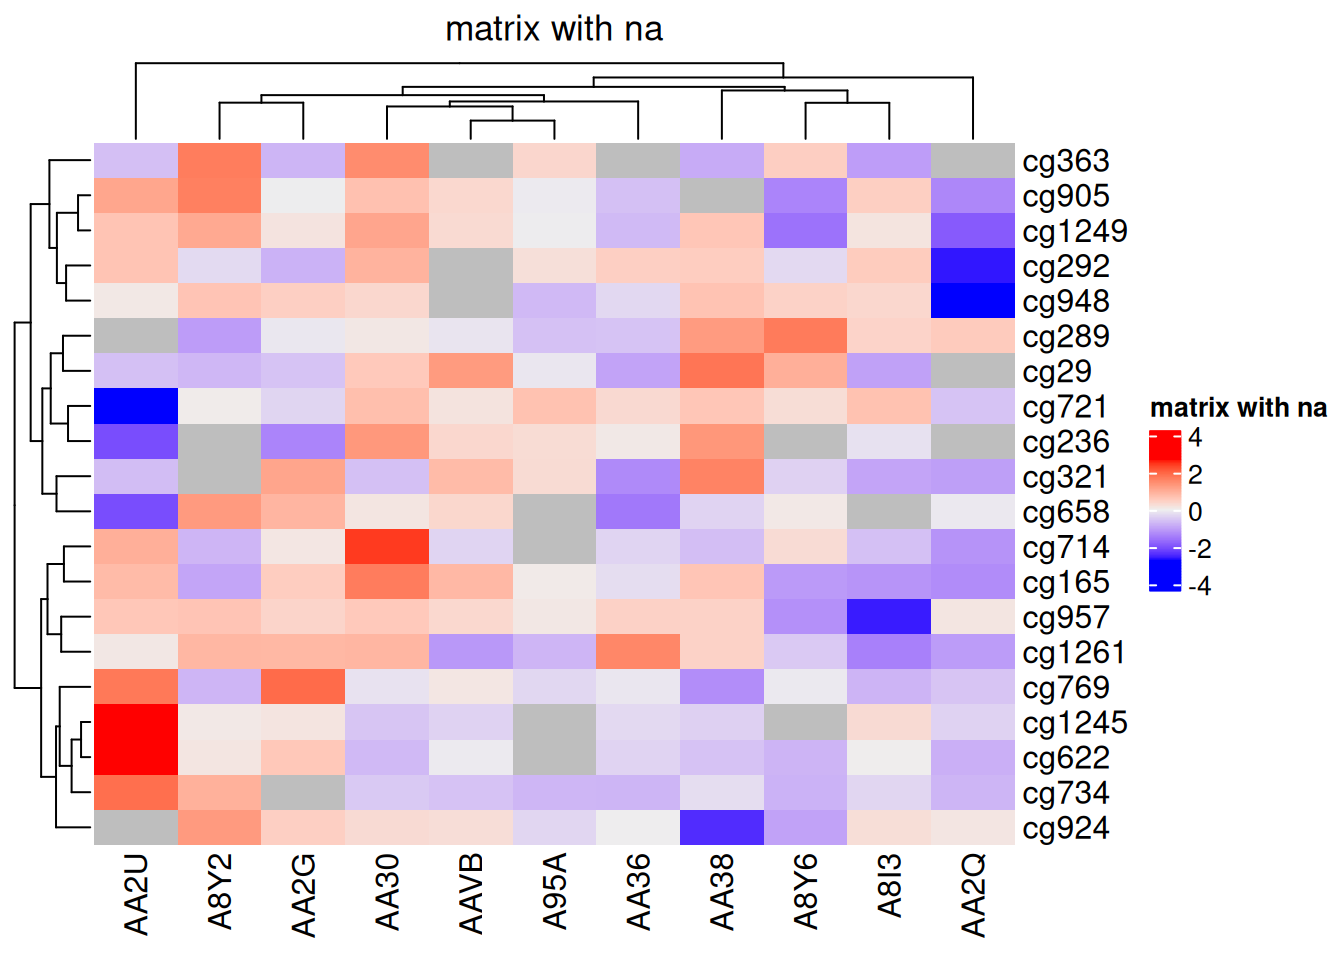 matrix with na
cg363
cg905
cg1249
cg292
cg948
cg289
cg29
cg721
cg236
cg321
cg658
cg714
cg165
cg957
cg1261
cg769
cg1245
cg622
cg734
cg924
AA2U
A8Y2
AA2G
AA30
AAVB
A95A
AA36
AA38
A8Y6
A8I3
AA2Q
matrix with na
4
2
0
-2
-4